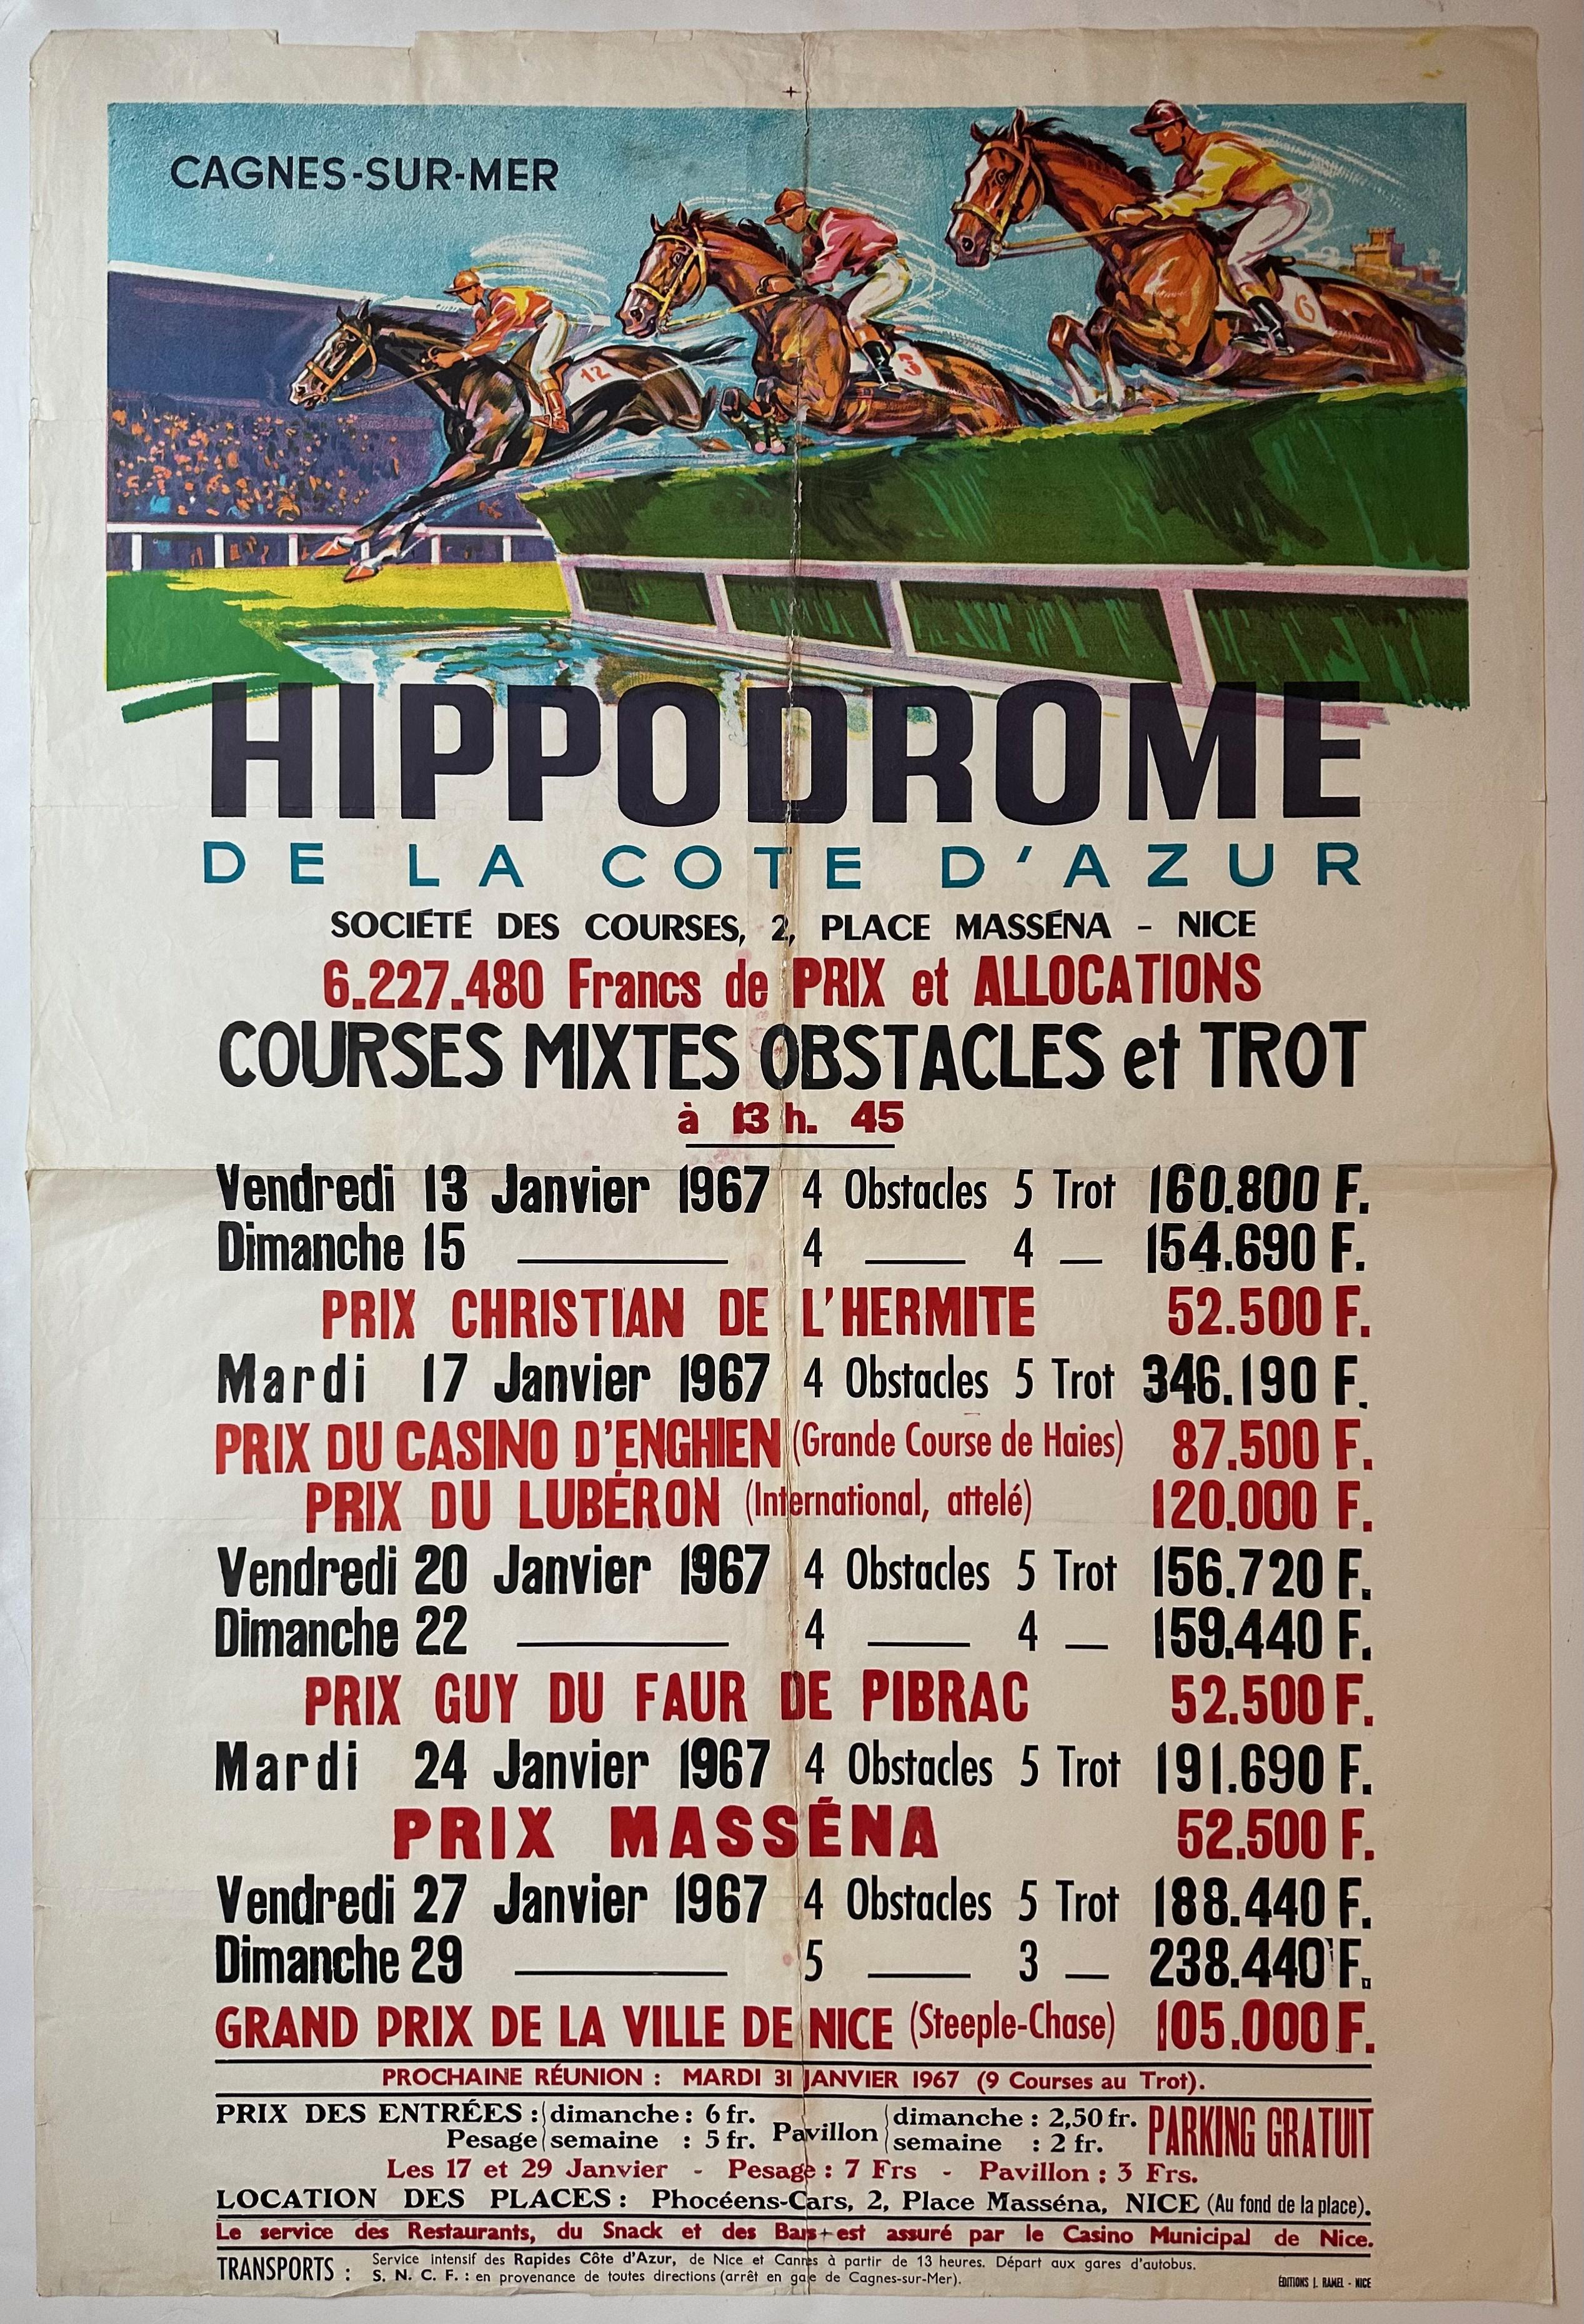 CAGNES-SUR-MER
6
3
12
HIPPODROME
DE LA COTE D'AZUR
SOCIÉTÉ DES COURSES, 2, PLACE MASSÉNA - NICE
6.227.480 Francs de PRIX et ALLOCATIONS
COURSES MIXTES OBSTACLES et TROT
à 13 h. 45
Vendredi 13 Janvier 1967 4 Obstacles 5 Trot 160.800 F.
Dimanche 15 — 4 — 4 — 154.690 F.
PRIX CHRISTIAN DE L'HERMITE 52.500 F.
Mardi 17 Janvier 1967 4 Obstacles 5 Trot 346.190 F.
PRIX DU CASINO D'ENGHIEN (Grande Course de Haies) 87.500 F.
PRIX DU LUBÉRON (International, attelé) 120.000 F.
Vendredi 20 Janvier 1967 4 Obstacles 5 Trot 156.720 F.
Dimanche 22 — 4 — 4 — 159.440 F.
PRIX GUY DU FAUR DE PIBRAC 52.500 F.
Mardi 24 Janvier 1967 4 Obstacles 5 Trot 191.690 F.
PRIX MASSÉNA 52.500 F.
Vendredi 27 Janvier 1967 4 Obstacles 5 Trot 188.440 F.
Dimanche 29 — 5 — 3 — 238.440 F.
GRAND PRIX DE LA VILLE DE NICE (Steeple-Chase) 105.000 F.
PROCHAINE RÉUNION : MARDI 31 JANVIER 1967 (9 Courses au Trot).
PRIX DES ENTRÉES : dimanche : 6 fr. Pavillon dimanche : 2,50 fr. PARKING GRATUIT
Pesage semaine : 5 fr. semaine : 2 fr.
Les 17 et 29 Janvier - Pesage : 7 Frs - Pavillon : 3 Frs.
LOCATION DES PLACES : Phocéens-Cars, 2, Place Masséna, NICE (Au fond de la place).
Le service des Restaurants, du Snack et des Bars est assuré par le Casino Municipal de Nice.
TRANSPORTS : Service intensif des Rapides Côte d'Azur, de Nice et Cannes à partir de 13 heures. Départ aux gares d'autobus.
S. N. C. F. : en provenance de toutes directions (arrêt en gare de Cagnes-sur-Mer).
ÉDITIONS J. RAMEL - NICE